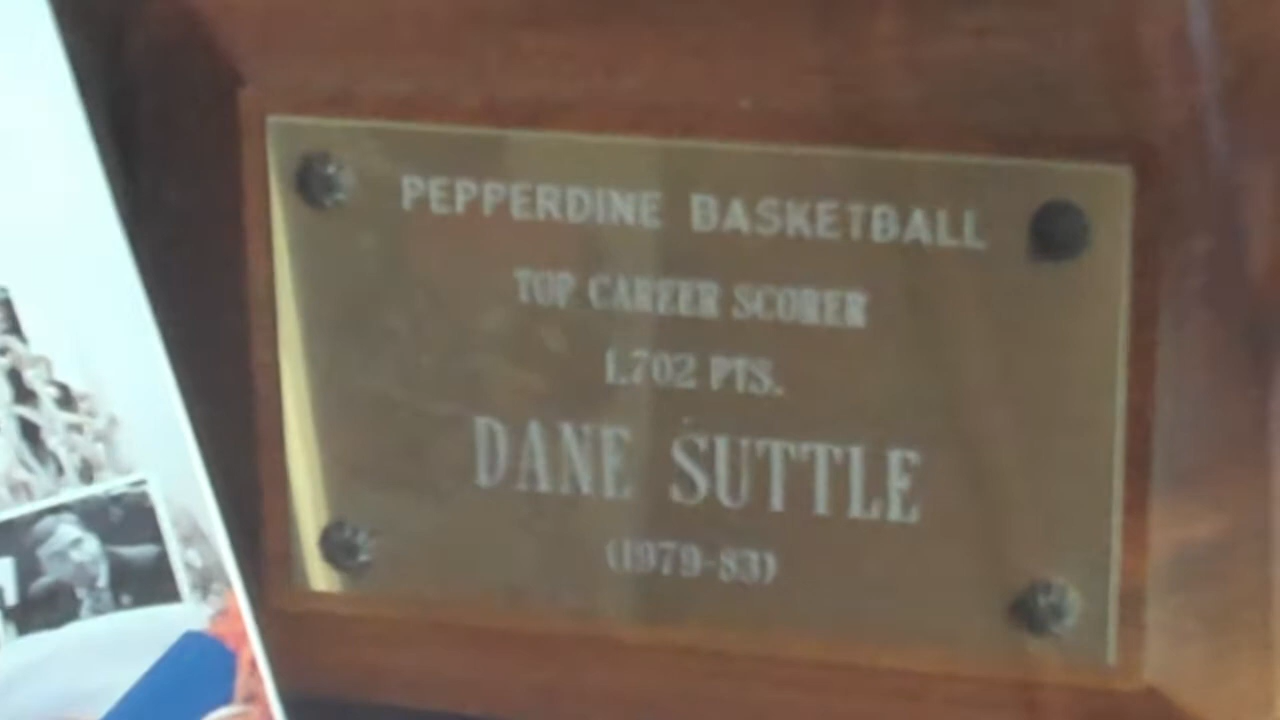 PEPPERDINE BASKETBALL
TOP CAREER SCORER
1,702 PTS.
DANE SUTTLE
(1979-83)